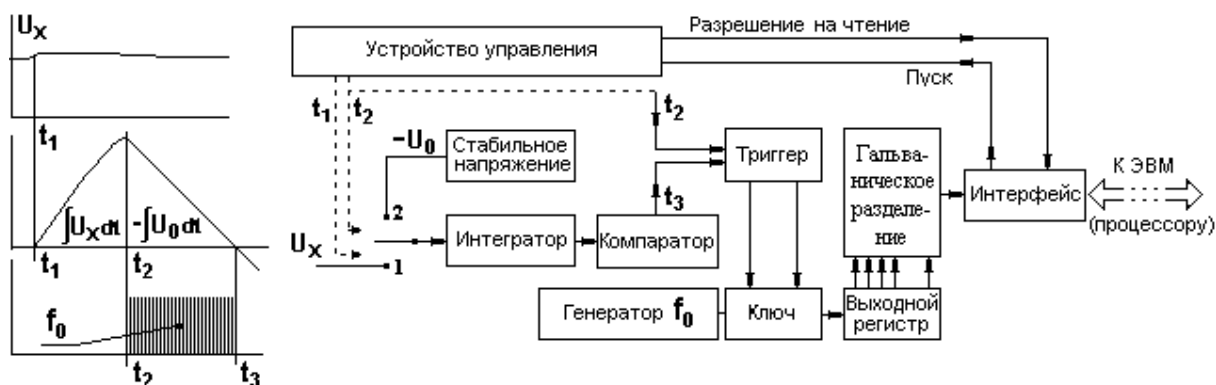 Uₓ
t₁
∫Uₓdt
-∫U₀dt
t₁
t₂
f₀
t₂
t₃
Устройство управления
Разрешение на чтение
Пуск
t₁
t₂
t₂
-U₀
Стабильное
напряжение
Триггер
Гальва-
ническое
разделе-
ние
Интерфейс
К ЭВМ
(процессору)
t₃
2
Uₓ
1
Интегратор
Компаратор
Генератор f₀
Ключ
Выходной
регистр